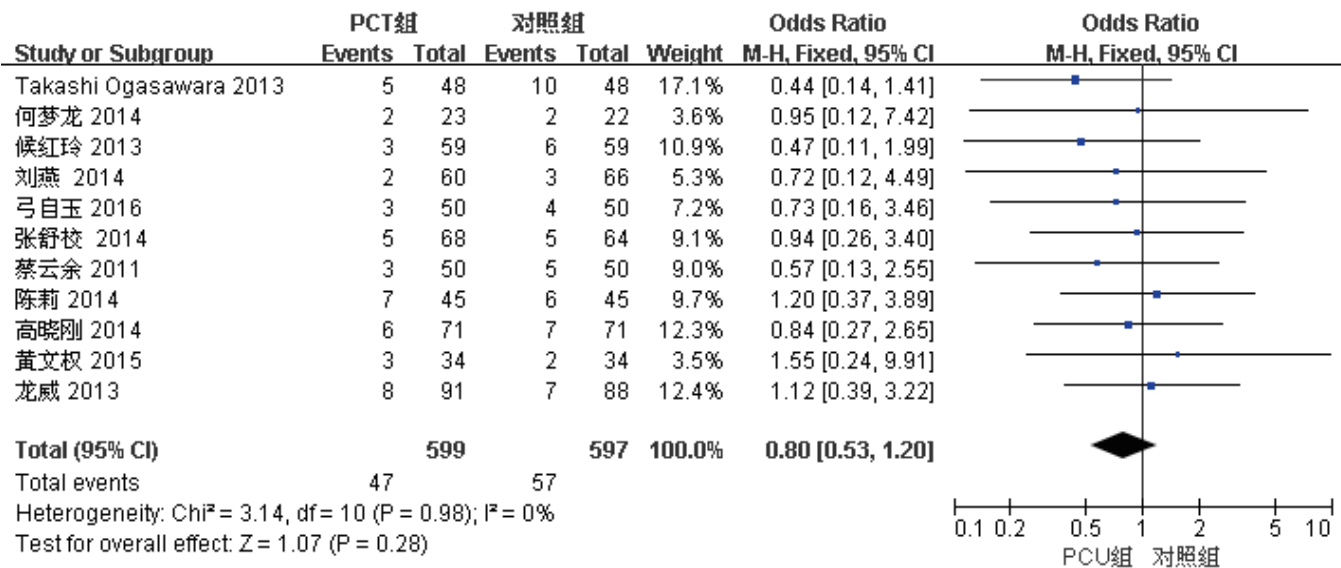 PCT组 对照组 Odds Ratio Odds Ratio
Study or Subgroup Events Total Events Total Weight M-H, Fixed, 95% CI M-H, Fixed, 95% CI
Takashi Ogasawara 2013 5 48 10 48 17.1% 0.44 [0.14, 1.41]
何梦龙 2014 2 23 2 22 3.6% 0.95 [0.12, 7.42]
候红玲 2013 3 59 6 59 10.9% 0.47 [0.11, 1.99]
刘燕 2014 2 60 3 66 5.3% 0.72 [0.12, 4.49]
弓自玉 2016 3 50 4 50 7.2% 0.73 [0.16, 3.46]
张舒校 2014 5 68 5 64 9.1% 0.94 [0.26, 3.40]
蔡云余 2011 3 50 5 50 9.0% 0.57 [0.13, 2.55]
陈莉 2014 7 45 6 45 9.7% 1.20 [0.37, 3.89]
高晓刚 2014 6 71 7 71 12.3% 0.84 [0.27, 2.65]
黄文权 2015 3 34 2 34 3.5% 1.55 [0.24, 9.91]
龙威 2013 8 91 7 88 12.4% 1.12 [0.39, 3.22]
Total (95% CI) 599 597 100.0% 0.80 [0.53, 1.20]
Total events 47 57
Heterogeneity: Chi² = 3.14, df = 10 (P = 0.98); I² = 0%
Test for overall effect: Z = 1.07 (P = 0.28)
0.1 0.2 0.5 1 2 5 10
PCU组 对照组